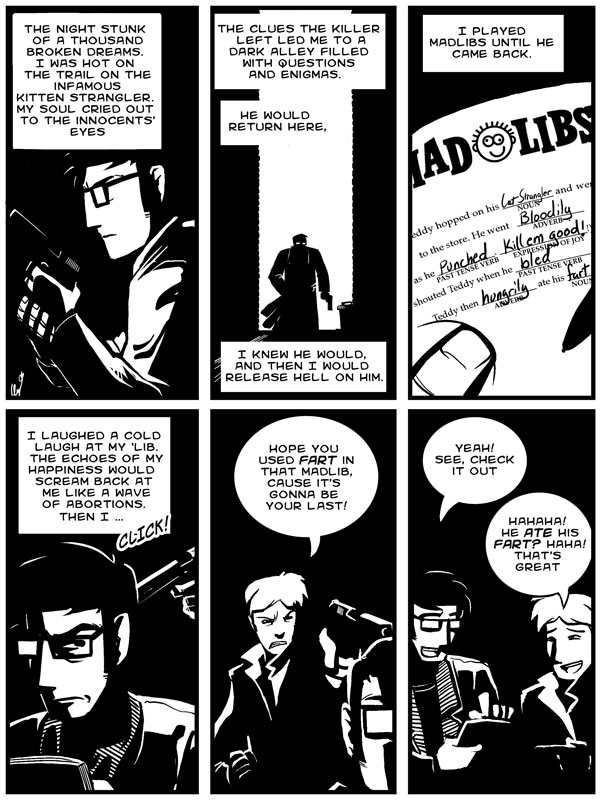 THE NIGHT STUNK
OF A THOUSAND
BROKEN DREAMS.
I WAS HOT ON
THE TRAIL ON THE
INFAMOUS
KITTEN STRANGLER.
MY SOUL CRIED OUT
TO THE INNOCENTS'
EYES
THE CLUES THE KILLER
LEFT LED ME TO A
DARK ALLEY FILLED
WITH QUESTIONS
AND ENIGMAS.
HE WOULD
RETURN HERE,
I KNEW HE WOULD,
AND THEN I WOULD
RELEASE HELL ON HIM.
I PLAYED
MADLIBS UNTIL HE
CAME BACK.
MAD LIBS
eddy hopped on his Cat Strangler and we
NOUN
to the store. He went Bloodily
ADVERB
as he Punched Kill em good!
PAST TENSE VERB EXPRESSION OF JOY
shouted Teddy when he bled
PAST TENSE VERB
Teddy then hungrily ate his fart
ADVERB NOUN
I LAUGHED A COLD
LAUGH AT MY 'LIB.
THE ECHOES OF MY
HAPPINESS WOULD
SCREAM BACK AT
ME LIKE A WAVE
OF ABORTIONS.
THEN I ...
CLICK!
HOPE YOU
USED FART IN
THAT MADLIB,
CAUSE IT'S
GONNA BE
YOUR LAST!
YEAH!
SEE, CHECK
IT OUT
HAHAHA!
HE ATE HIS
FART? HAHA!
THAT'S
GREAT